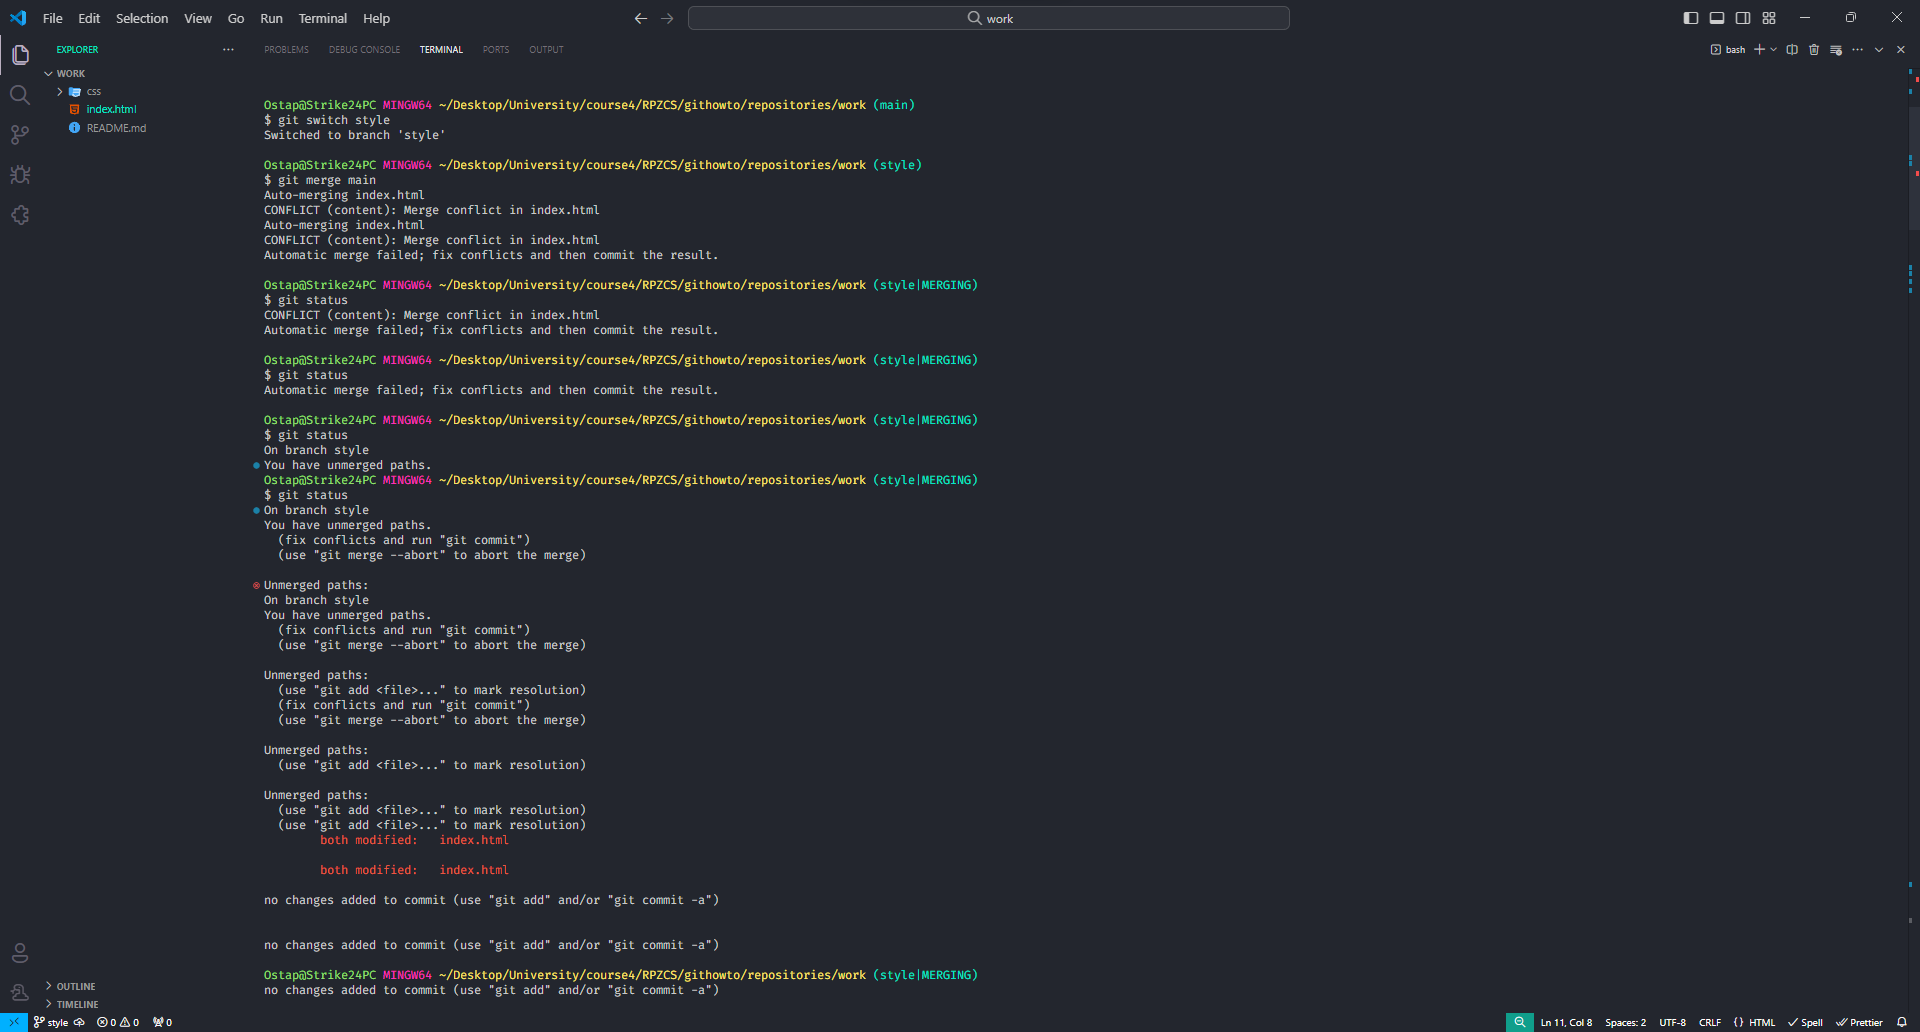 File Edit Selection View Go Run Terminal Help
work
EXPLORER
PROBLEMS DEBUG CONSOLE TERMINAL PORTS OUTPUT
bash
WORK
css
index.html
README.md
Ostap@Strike24PC MINGW64 ~/Desktop/University/course4/RPZCS/githowto/repositories/work (main)
$ git switch style
Switched to branch 'style'
Ostap@Strike24PC MINGW64 ~/Desktop/University/course4/RPZCS/githowto/repositories/work (style)
$ git merge main
Auto-merging index.html
CONFLICT (content): Merge conflict in index.html
Auto-merging index.html
CONFLICT (content): Merge conflict in index.html
Automatic merge failed; fix conflicts and then commit the result.
Ostap@Strike24PC MINGW64 ~/Desktop/University/course4/RPZCS/githowto/repositories/work (style|MERGING)
$ git status
CONFLICT (content): Merge conflict in index.html
Automatic merge failed; fix conflicts and then commit the result.
Ostap@Strike24PC MINGW64 ~/Desktop/University/course4/RPZCS/githowto/repositories/work (style|MERGING)
$ git status
Automatic merge failed; fix conflicts and then commit the result.
Ostap@Strike24PC MINGW64 ~/Desktop/University/course4/RPZCS/githowto/repositories/work (style|MERGING)
$ git status
On branch style
You have unmerged paths.
Ostap@Strike24PC MINGW64 ~/Desktop/University/course4/RPZCS/githowto/repositories/work (style|MERGING)
$ git status
On branch style
You have unmerged paths.
(fix conflicts and run "git commit")
(use "git merge --abort" to abort the merge)
Unmerged paths:
On branch style
You have unmerged paths.
(fix conflicts and run "git commit")
(use "git merge --abort" to abort the merge)
Unmerged paths:
(use "git add <file>..." to mark resolution)
(fix conflicts and run "git commit")
(use "git merge --abort" to abort the merge)
Unmerged paths:
(use "git add <file>..." to mark resolution)
Unmerged paths:
(use "git add <file>..." to mark resolution)
(use "git add <file>..." to mark resolution)
both modified: index.html
both modified: index.html
no changes added to commit (use "git add" and/or "git commit -a")
no changes added to commit (use "git add" and/or "git commit -a")
Ostap@Strike24PC MINGW64 ~/Desktop/University/course4/RPZCS/githowto/repositories/work (style|MERGING)
no changes added to commit (use "git add" and/or "git commit -a")
OUTLINE
TIMELINE
style 0 0 0
Ln 11, Col 8 Spaces: 2 UTF-8 CRLF {} HTML Spell Prettier